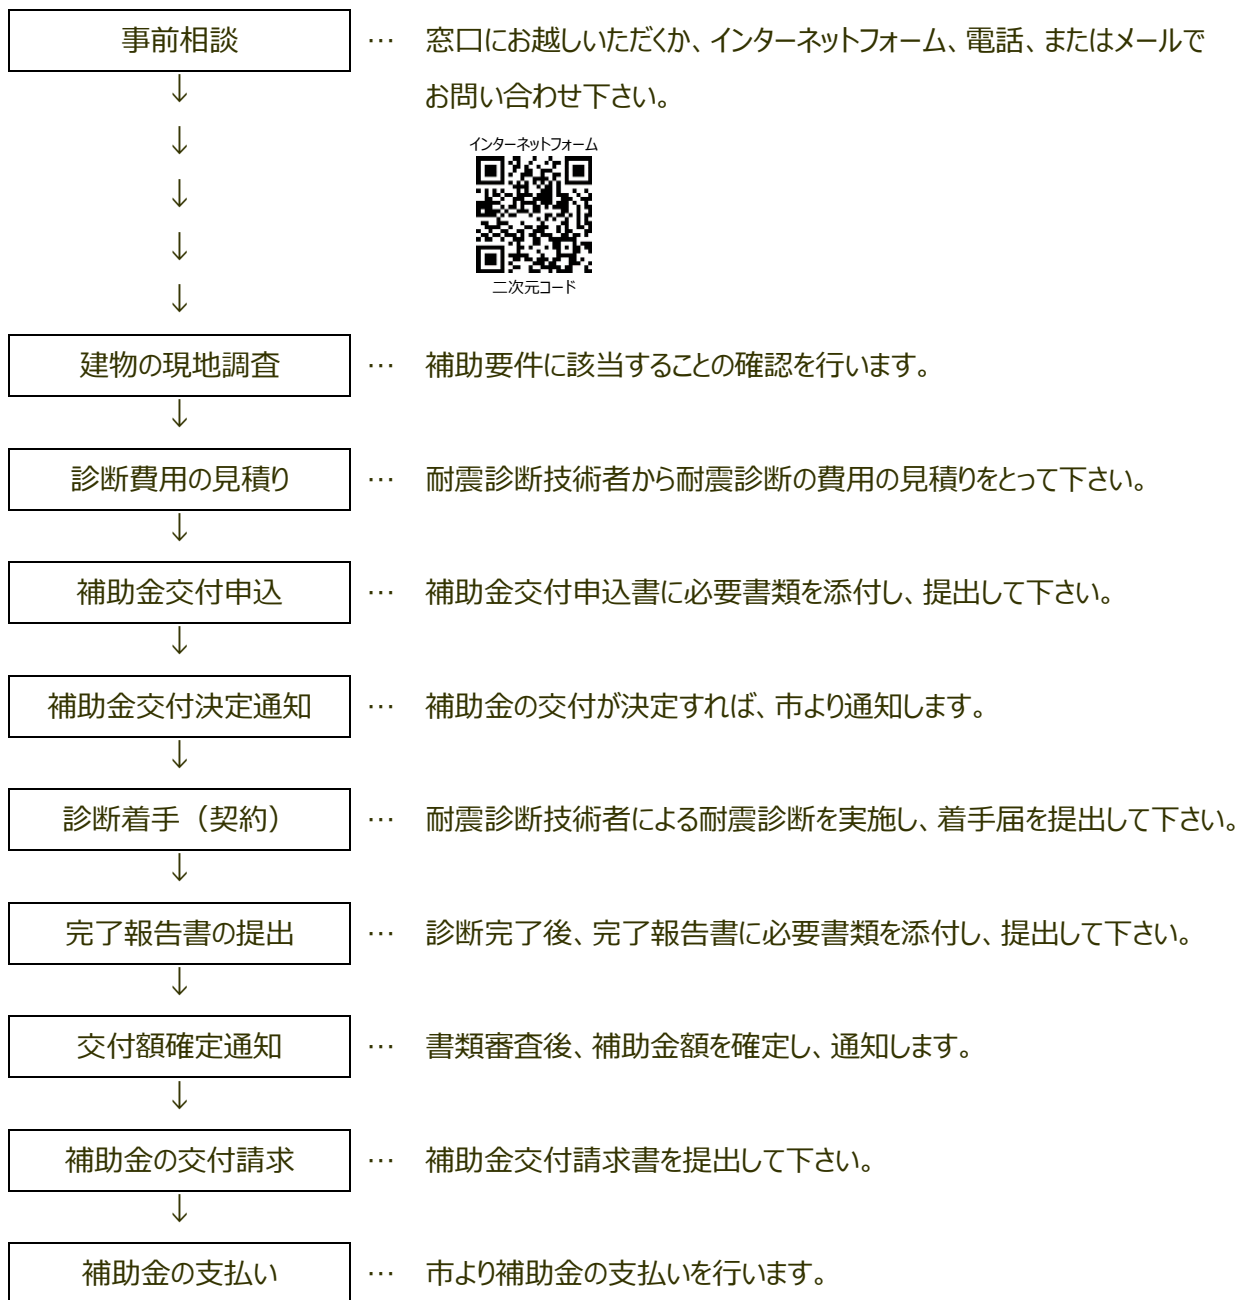 事前相談 … 窓口にお越しいただくか、インターネットフォーム、電話、またはメールで
↓ お問い合わせ下さい。
↓ インターネットフォーム
↓
↓
↓ 二次元コード
建物の現地調査 … 補助要件に該当することの確認を行います。
↓
診断費用の見積り … 耐震診断技術者から耐震診断の費用の見積りをとって下さい。
↓
補助金交付申込 … 補助金交付申込書に必要書類を添付し、提出して下さい。
↓
補助金交付決定通知 … 補助金の交付が決定すれば、市より通知します。
↓
診断着手（契約） … 耐震診断技術者による耐震診断を実施し、着手届を提出して下さい。
↓
完了報告書の提出 … 診断完了後、完了報告書に必要書類を添付し、提出して下さい。
↓
交付額確定通知 … 書類審査後、補助金額を確定し、通知します。
↓
補助金の交付請求 … 補助金交付請求書を提出して下さい。
↓
補助金の支払い … 市より補助金の支払いを行います。